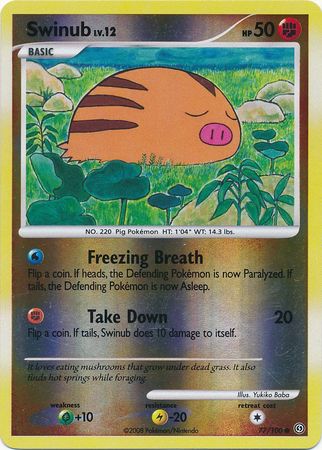 Swinub LV.12 HP 50
BASIC
NO. 220 Pig Pokémon HT: 1'04" WT: 14.3 lbs.
Freezing Breath
Flip a coin. If heads, the Defending Pokémon is now Paralyzed. If
tails, the Defending Pokémon is now Asleep.
Take Down 20
Flip a coin. If tails, Swinub does 10 damage to itself.
It loves eating mushrooms that grow under dead grass. It also
finds hot springs while foraging.
Illus. Yukiko Baba
weakness resistance retreat cost
+10 -20
©2008 Pokémon/Nintendo 77/100